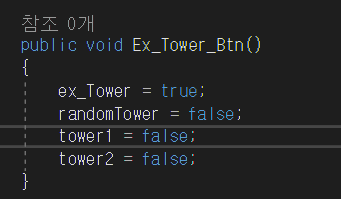 참조 0개
public void Ex_Tower_Btn()
{
ex_Tower = true;
randomTower = false;
tower1 = false;
tower2 = false;
}